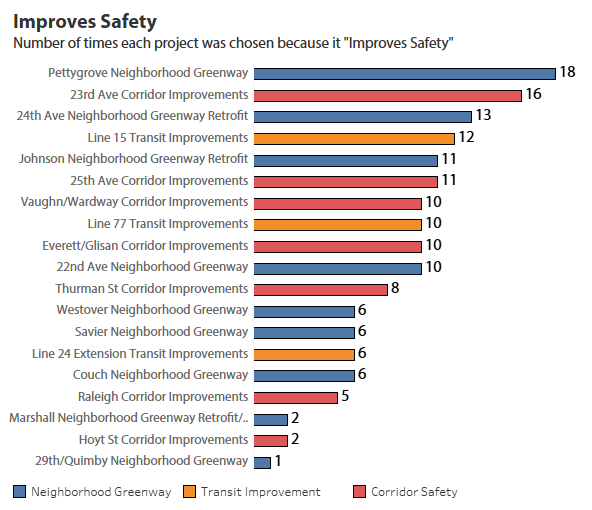 Improves Safety
Number of times each project was chosen because it "Improves Safety"
Pettygrove Neighborhood Greenway 18
23rd Ave Corridor Improvements 16
24th Ave Neighborhood Greenway Retrofit 13
Line 15 Transit Improvements 12
Johnson Neighborhood Greenway Retrofit 11
25th Ave Corridor Improvements 11
Vaughn/Wardway Corridor Improvements 10
Line 77 Transit Improvements 10
Everett/Glisan Corridor Improvements 10
22nd Ave Neighborhood Greenway 10
Thurman St Corridor Improvements 8
Westover Neighborhood Greenway 6
Savier Neighborhood Greenway 6
Line 24 Extension Transit Improvements 6
Couch Neighborhood Greenway 6
Raleigh Corridor Improvements 5
Marshall Neighborhood Greenway Retrofit/.. 2
Hoyt St Corridor Improvements 2
29th/Quimby Neighborhood Greenway 1
Neighborhood Greenway Transit Improvement Corridor Safety